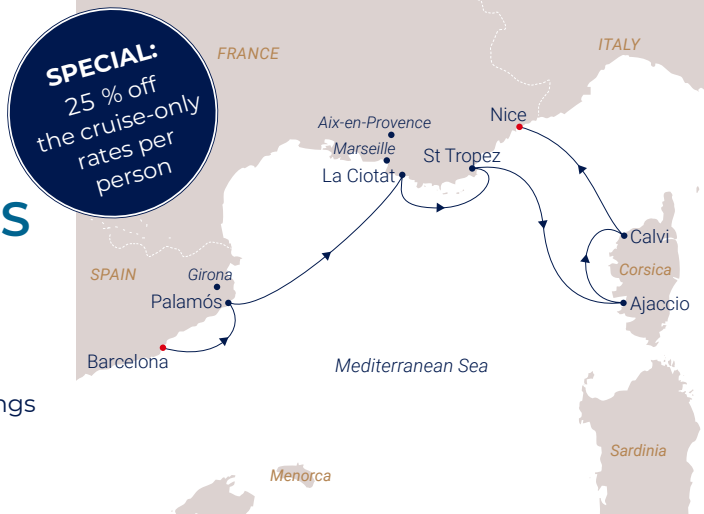 SPECIAL:
25 % off
the cruise-only
rates per
person
FRANCE
ITALY
Nice
Aix-en-Provence
Marseille
St Tropez
La Ciotat
s
Calvi
SPAIN
Girona
Corsica
Palamós
Ajaccio
Barcelona
Mediterranean Sea
ngs
Sardinia
Menorca